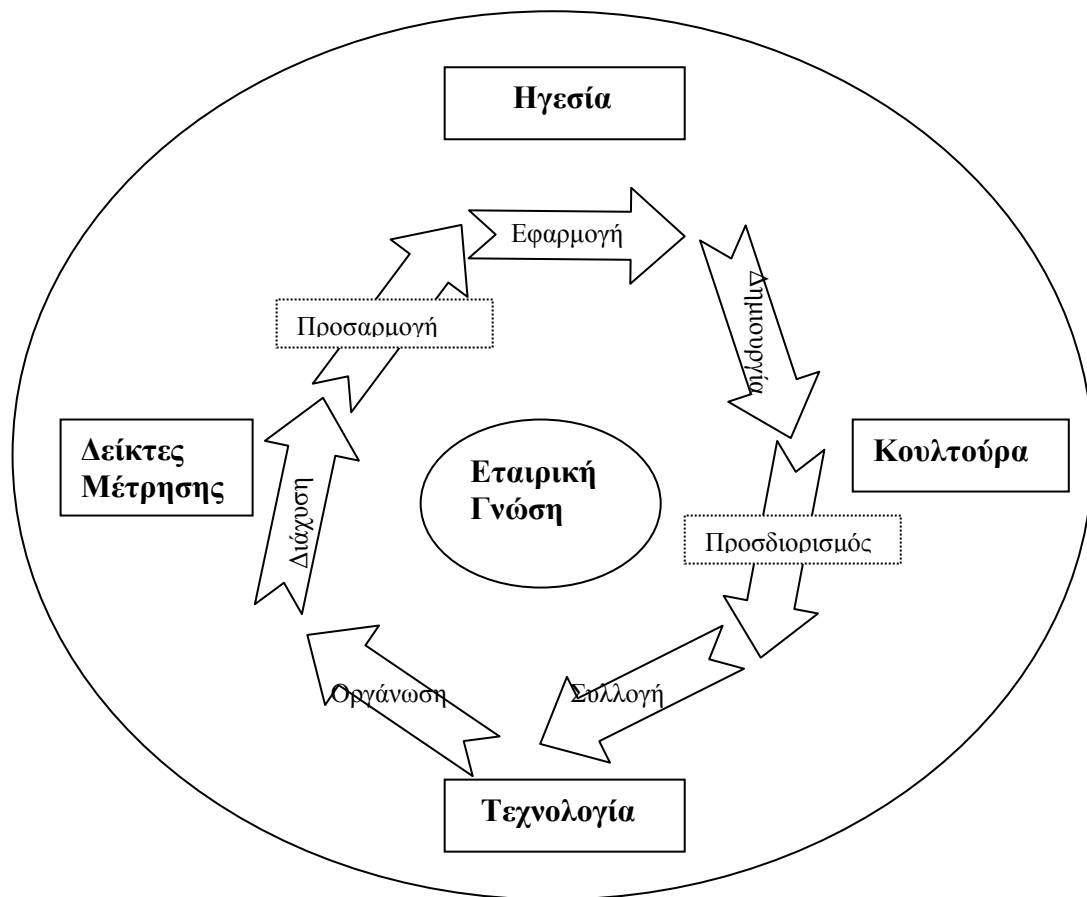 Ηγεσία
Εφαρμογή
Δημιουργία
Προσαρμογή
Δείκτες
Μέτρησης
Εταιρική
Γνώση
Κουλτούρα
Προσδιορισμός
Διάχυση
Οργάνωση
Συλλογή
Τεχνολογία